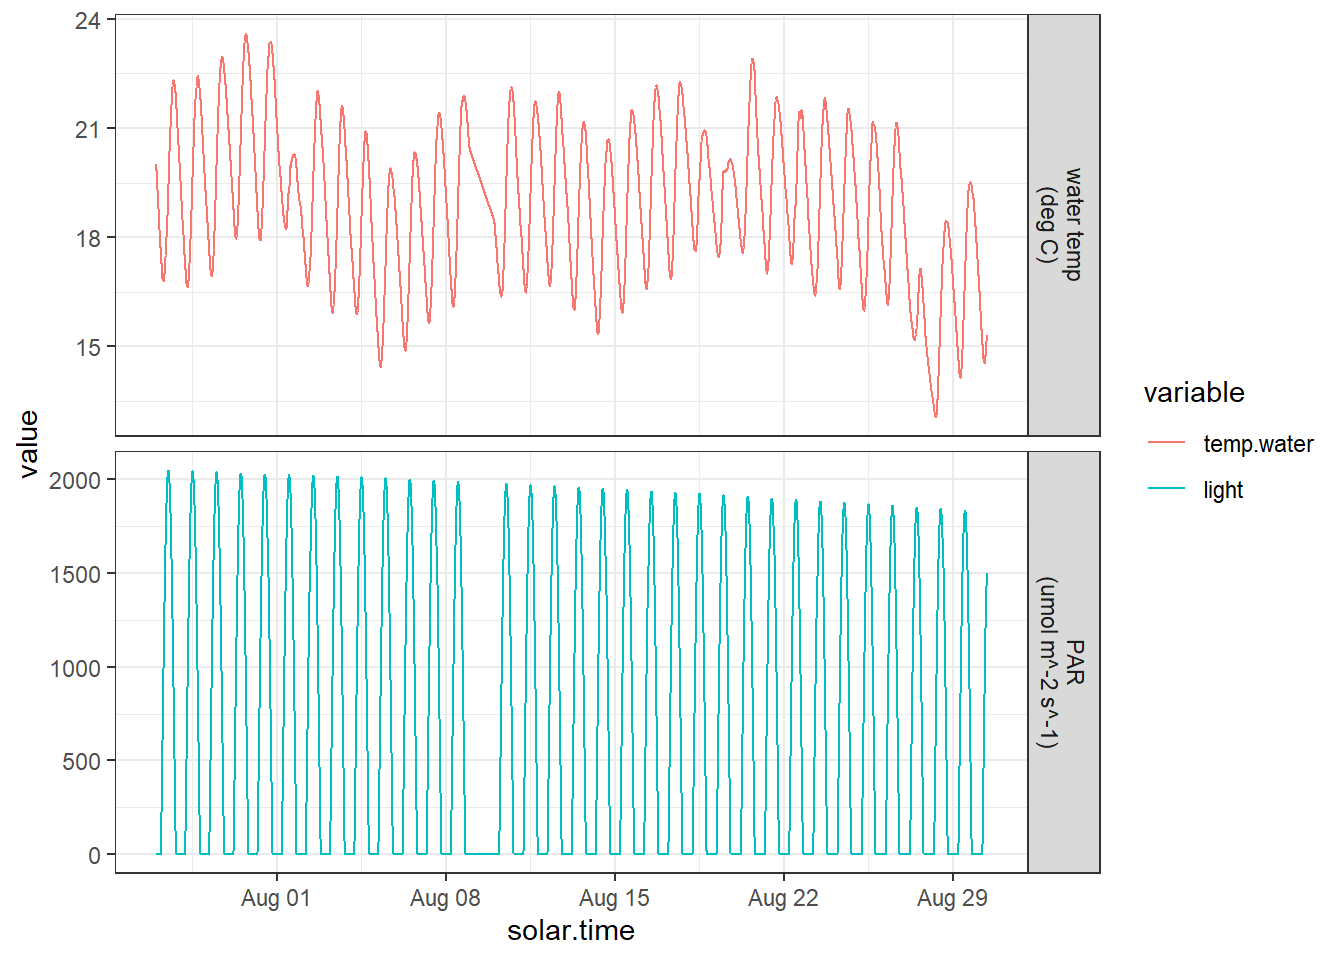 24
21
18
15
water temp
(deg C)
2000
1500
1000
500
0
PAR
(umol m^-2 s^-1)
value
Aug 01
Aug 08
Aug 15
Aug 22
Aug 29
solar.time
variable
temp.water
light